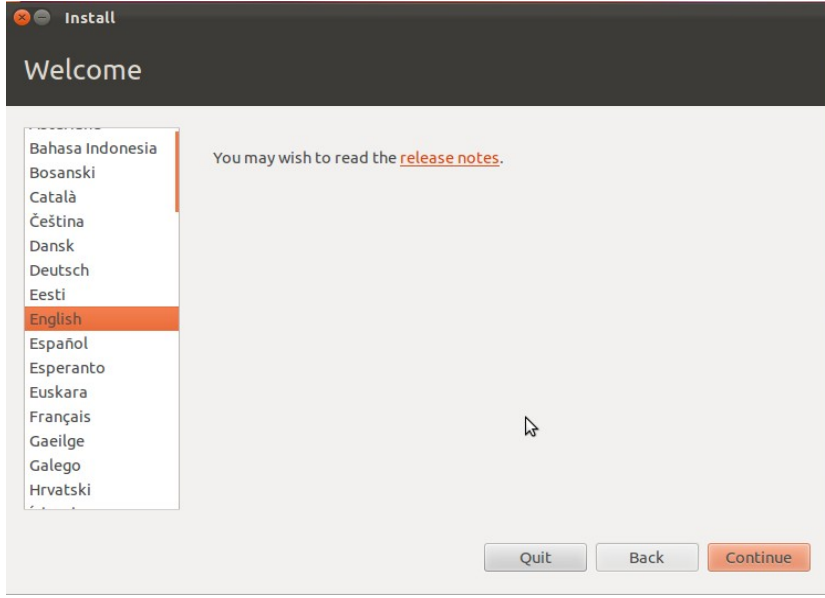 Install
Welcome
Bahasa Indonesia
Bosanski
Català
Čeština
Dansk
Deutsch
Eesti
English
Español
Esperanto
Euskara
Français
Gaeilge
Galego
Hrvatski
You may wish to read the release notes.
Quit
Back
Continue